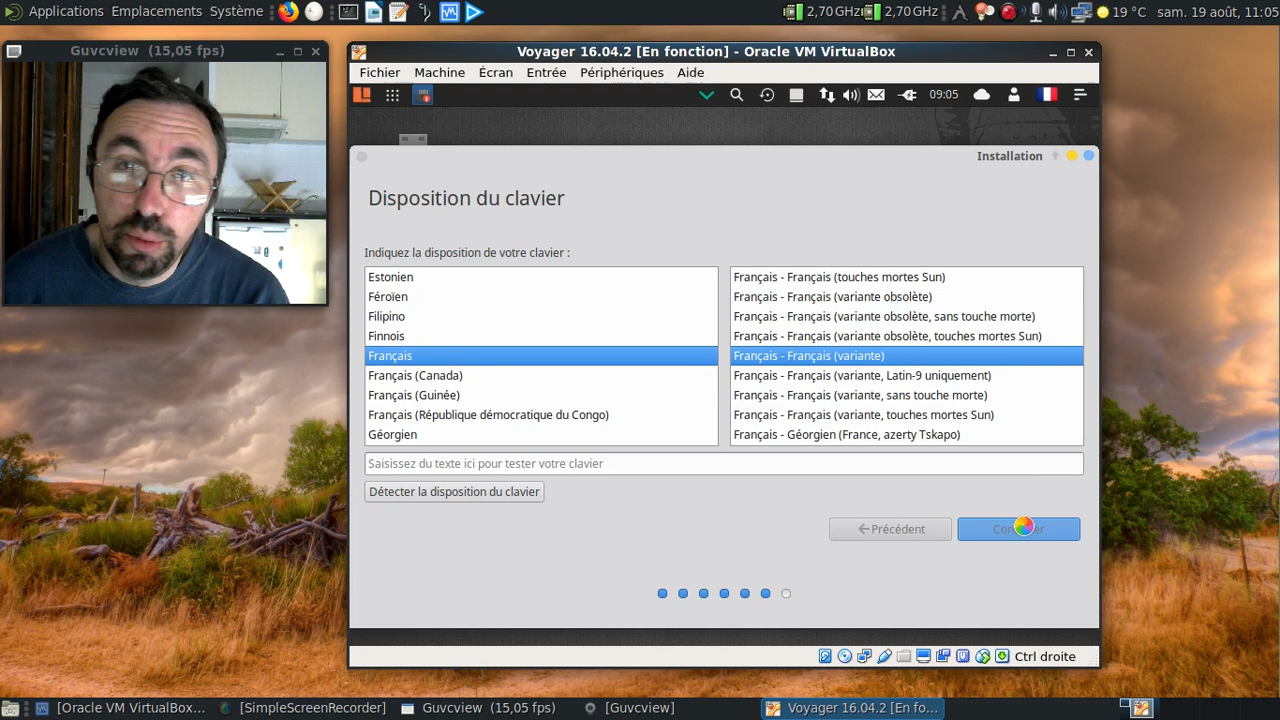 Applications Emplacements Système
2,70 GHz 2,70 GHz 19 °C sam. 19 août, 11:05
Guvcview (15,05 fps)
Voyager 16.04.2 [En fonction] - Oracle VM VirtualBox
Fichier Machine Écran Entrée Périphériques Aide
09:05
Installation
Disposition du clavier
Indiquez la disposition de votre clavier :
Estonien
Féroïen
Filipino
Finnois
Français
Français (Canada)
Français (Guinée)
Français (République démocratique du Congo)
Géorgien
Français - Français (touches mortes Sun)
Français - Français (variante obsolète)
Français - Français (variante obsolète, sans touche morte)
Français - Français (variante obsolète, touches mortes Sun)
Français - Français (variante)
Français - Français (variante, Latin-9 uniquement)
Français - Français (variante, sans touche morte)
Français - Français (variante, touches mortes Sun)
Français - Géorgien (France, azerty Tskapo)
Saisissez du texte ici pour tester votre clavier
Détecter la disposition du clavier
Précédent
Ctrl droite
[Oracle VM VirtualBox... [SimpleScreenRecorder] Guvcview (15,05 fps) [Guvcview] Voyager 16.04.2 [En fo...